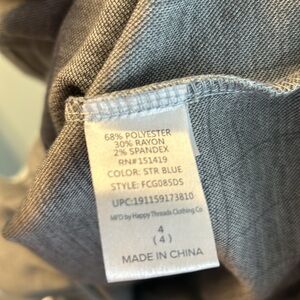 68% POLYESTER
30% RAYON
2% SPANDEX
RN#151419
COLOR: STR BLUE
STYLE: FCG085DS
UPC:191159173810
MFD by Happy Threads Clothing Co
4
(4)
MADE IN CHINA